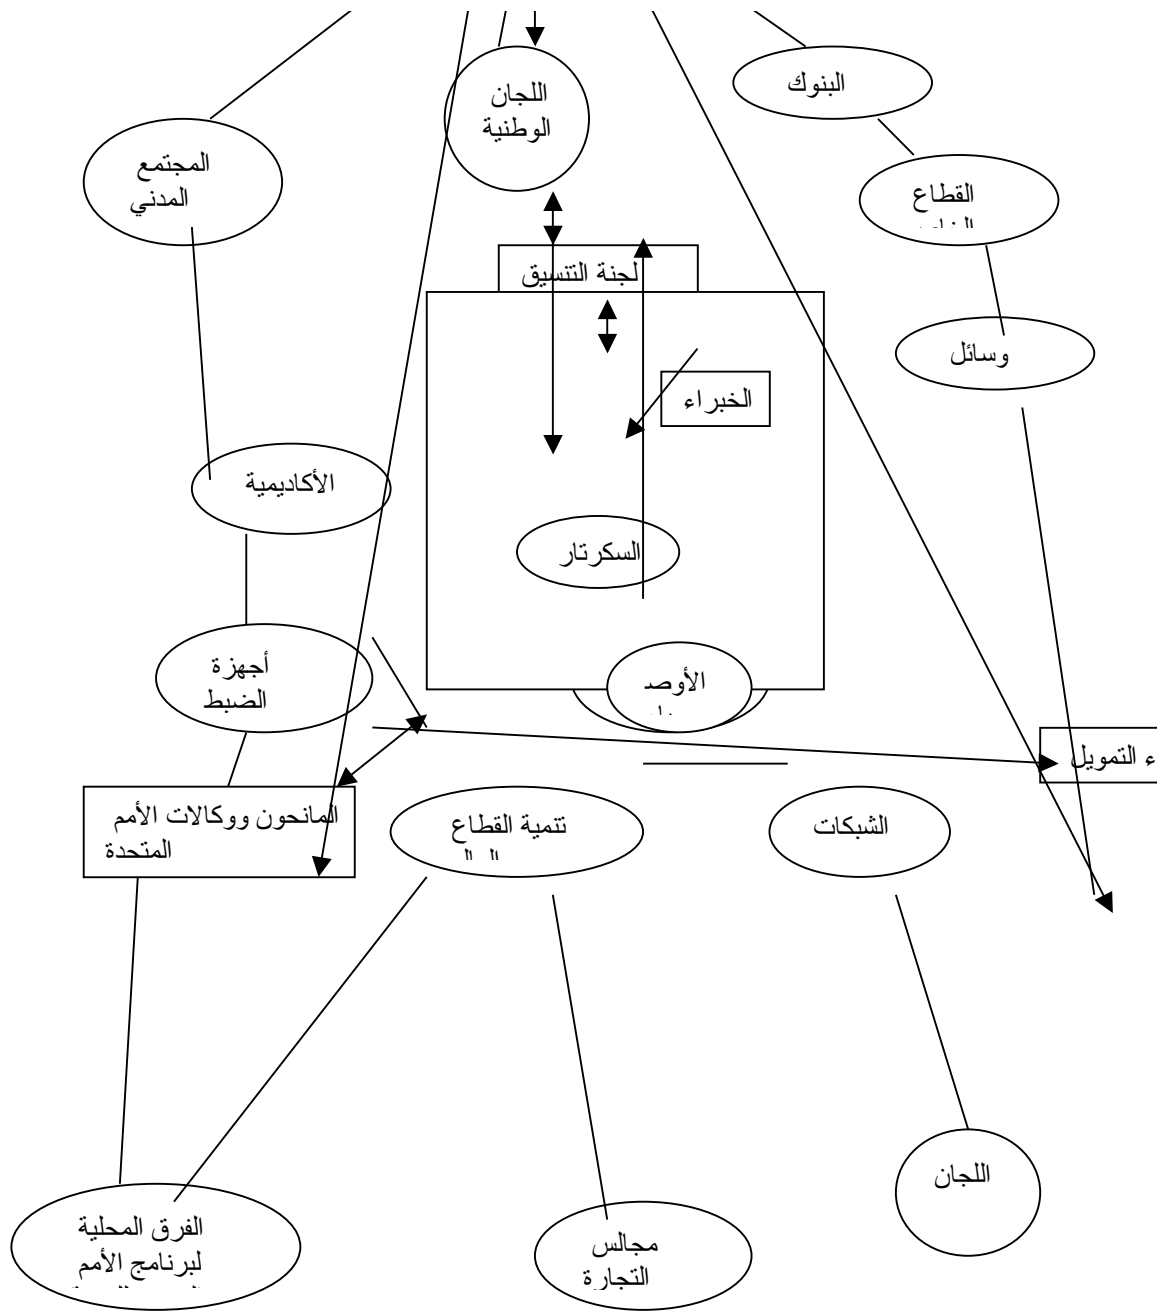 البنوك
اللجان
الوطنية
المجتمع
المدني
القطاع
لجنة التنسيق
وسائل
الخبراء
الأكاديمية
السكرتار
أجهزة
الضبط
الأوصد
ء التمويل
المانحون ووكالات الأمم
المتحدة
تنمية القطاع
الشبكات
اللجان
الفرق المحلية
لبرنامج الأمم
مجالس
التجارة